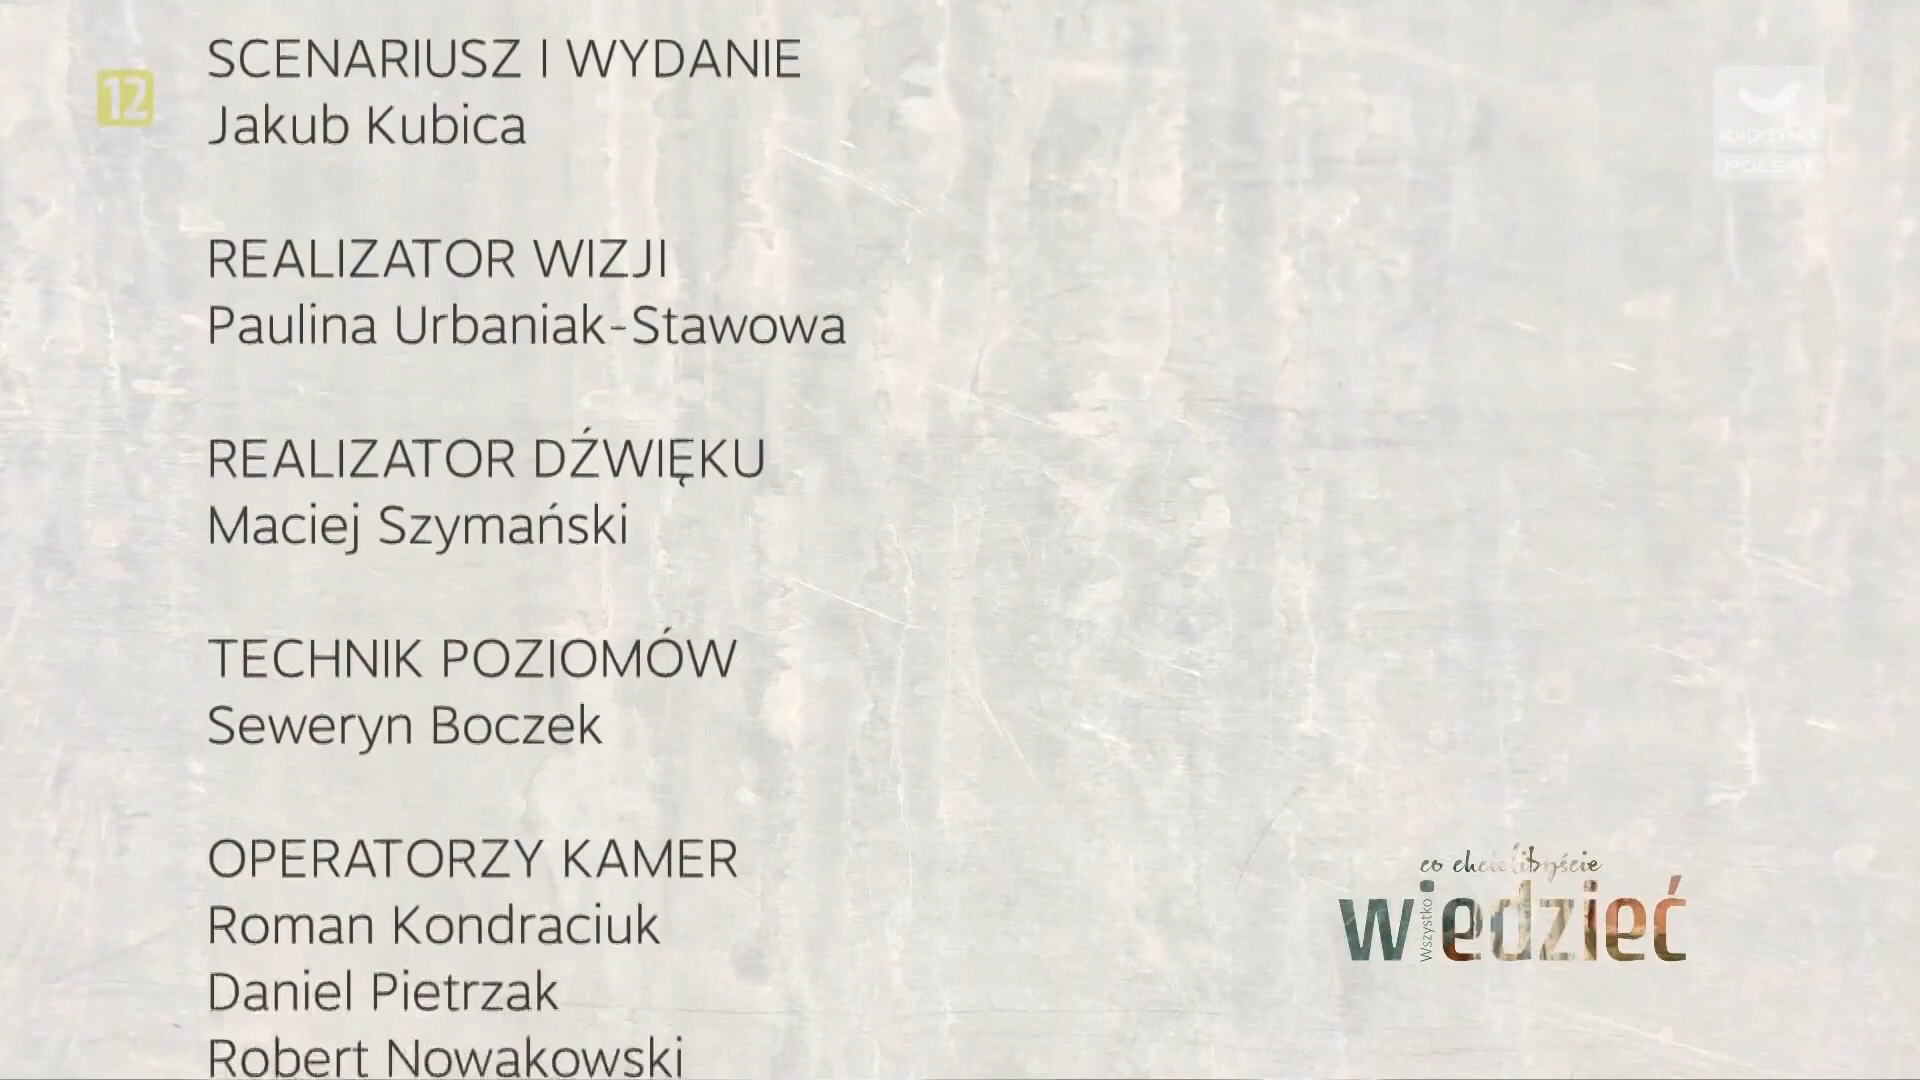 12
SCENARIUSZ I WYDANIE
Jakub Kubica
REALIZATOR WIZJI
Paulina Urbaniak-Stawowa
REALIZATOR DŹWIĘKU
Maciej Szymański
TECHNIK POZIOMÓW
Seweryn Boczek
OPERATORZY KAMER
Roman Kondraciuk
Daniel Pietrzak
Robert Nowakowski
Wszystko
co chcielibyście
wiedzieć